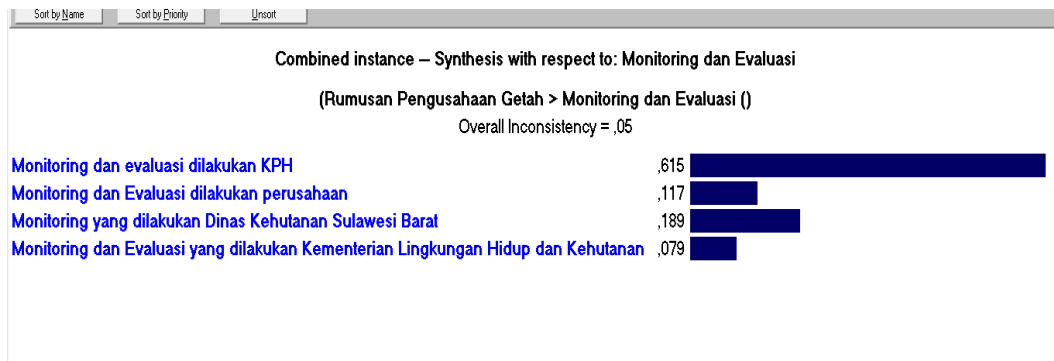 Sort by Name Sort by Priority Unsort
Combined instance -- Synthesis with respect to: Monitoring dan Evaluasi
(Rumusan Pengusahaan Getah > Monitoring dan Evaluasi ()
Overall Inconsistency = ,05
Monitoring dan evaluasi dilakukan KPH ,615
Monitoring dan Evaluasi dilakukan perusahaan ,117
Monitoring yang dilakukan Dinas Kehutanan Sulawesi Barat ,189
Monitoring dan Evaluasi yang dilakukan Kementerian Lingkungan Hidup dan Kehutanan ,079